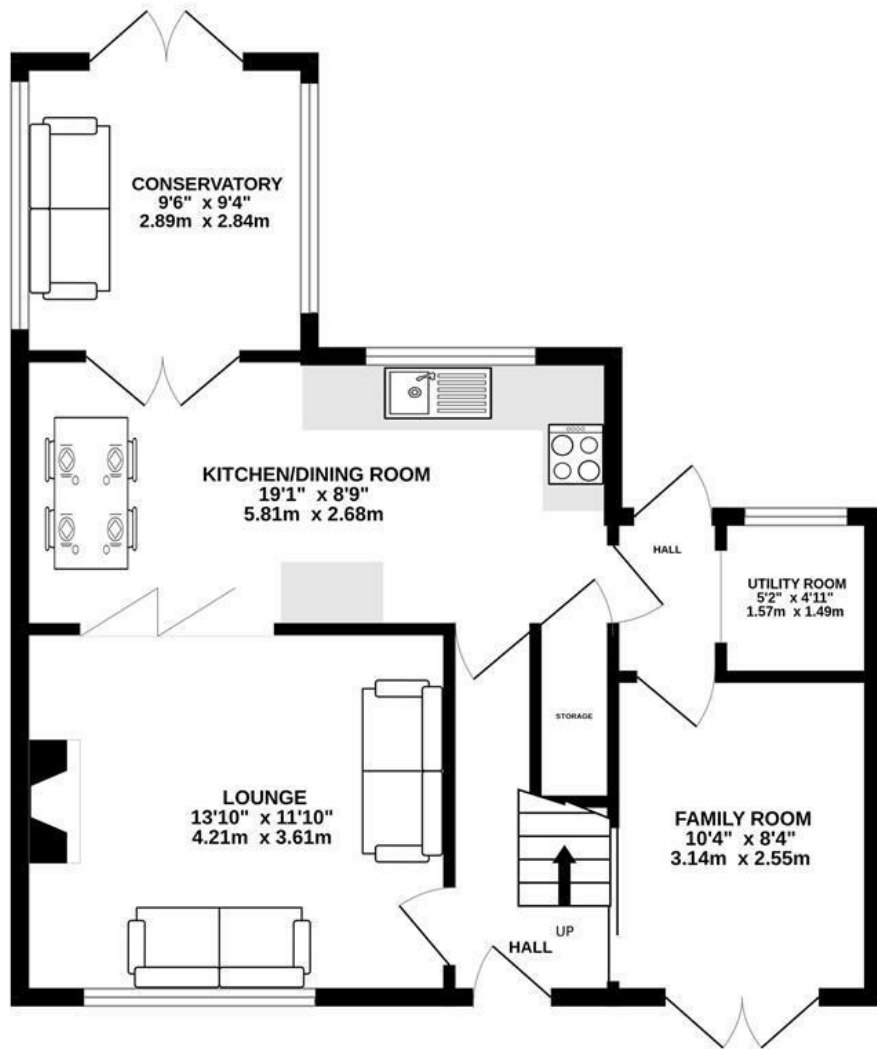 CONSERVATORY
9'6" x 9'4"
2.89m x 2.84m
KITCHEN/DINING ROOM
19'1" x 8'9"
5.81m x 2.68m
HALL
UTILITY ROOM
5'2" x 4'11"
1.57m x 1.49m
STORAGE
LOUNGE
13'10" x 11'10"
4.21m x 3.61m
FAMILY ROOM
10'4" x 8'4"
3.14m x 2.55m
UP
HALL